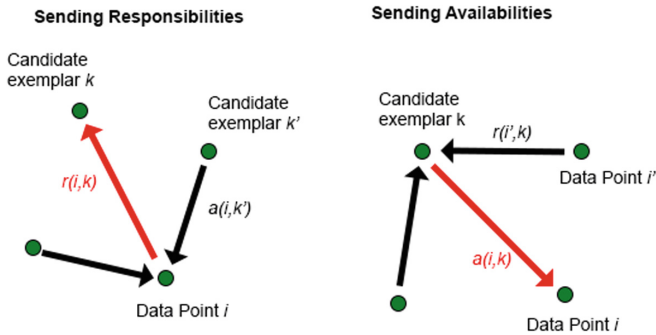 Sending Responsibilities
Candidate
exemplar k
Candidate
exemplar k’
r(i,k)
a(i,k’)
Data Point i
Sending Availabilities
Candidate
exemplar k
r(i’,k)
Data Point i’
a(i,k)
Data Point i